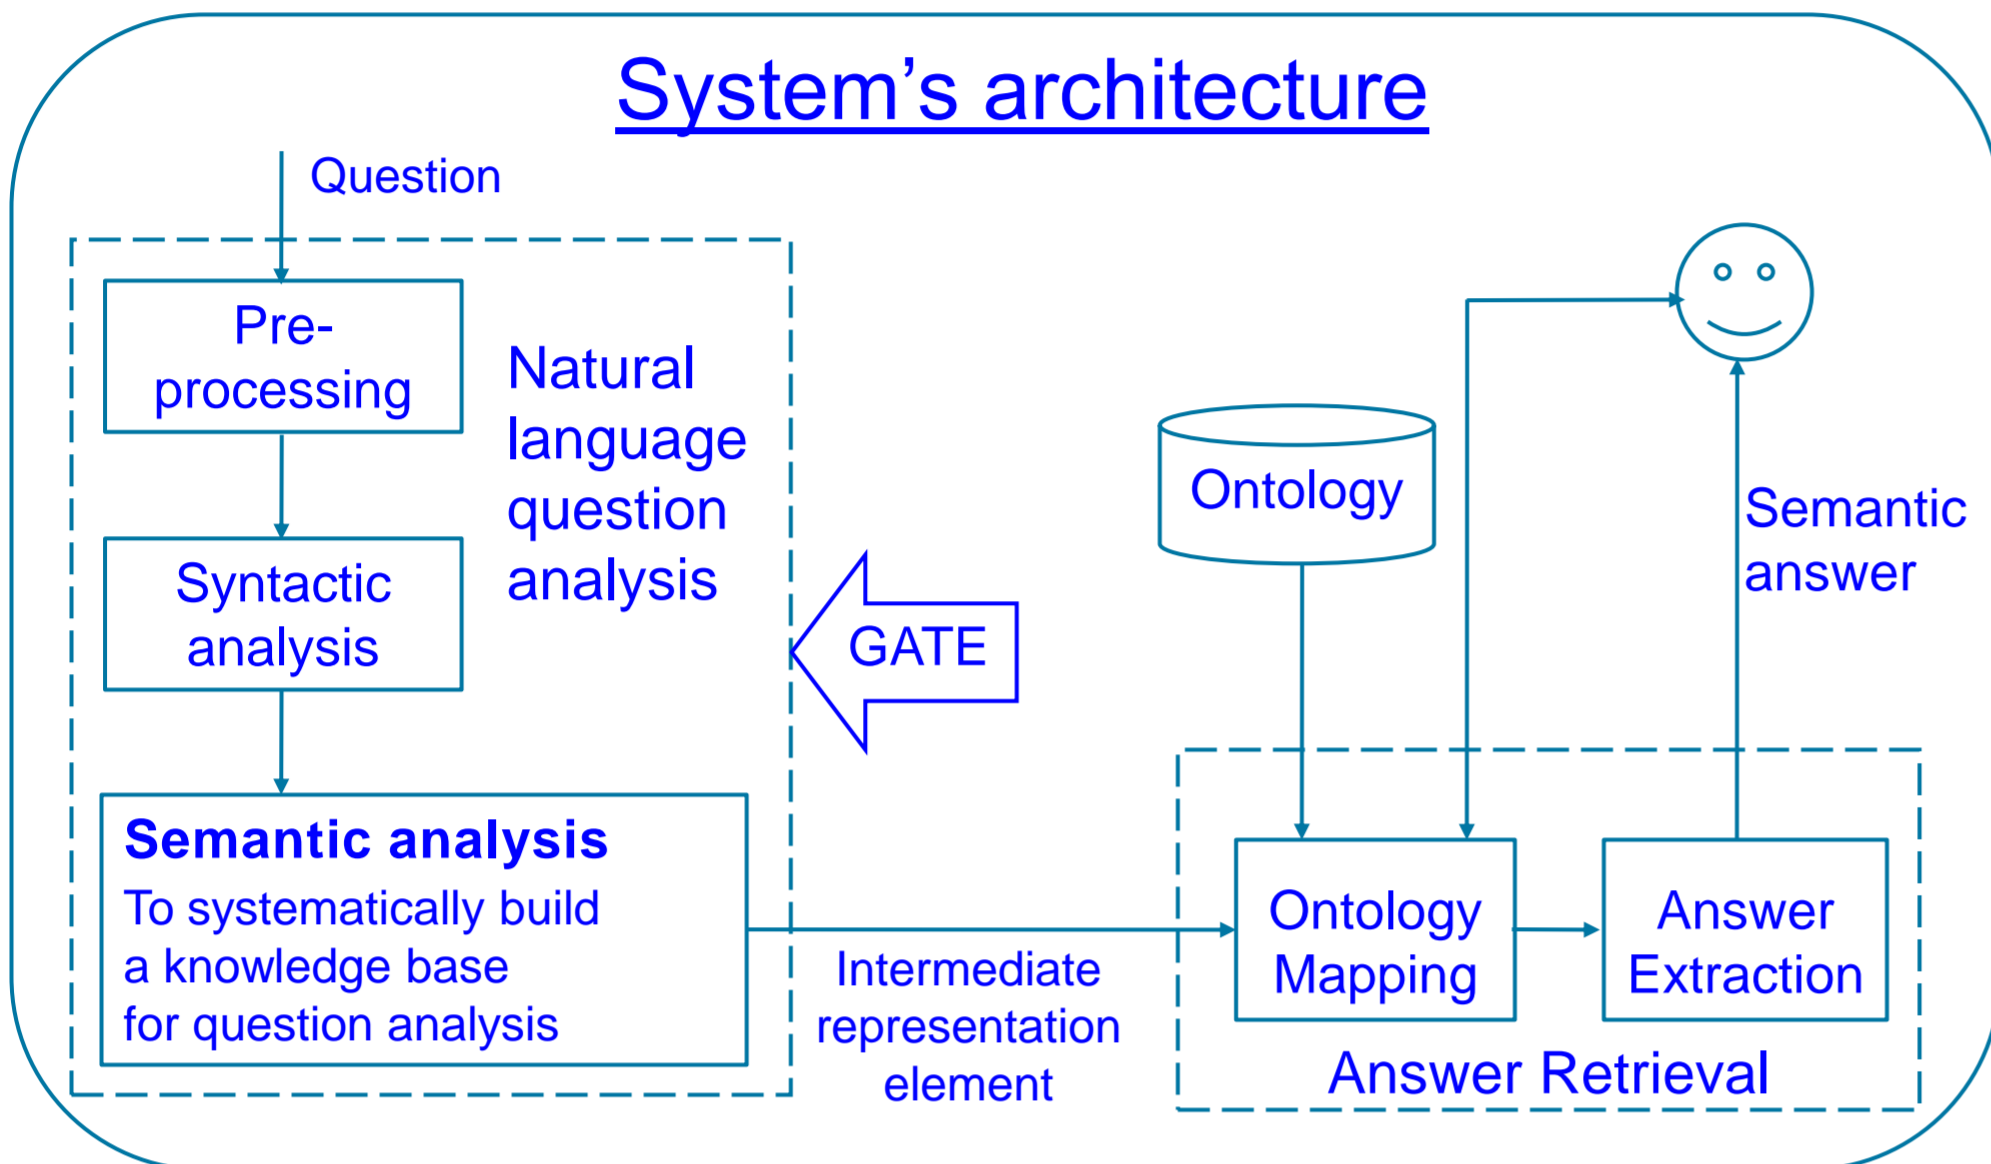 System’s architecture
Question
Pre-
processing
Natural
language
question
analysis
Syntactic
analysis
GATE
Semantic analysis
To systematically build
a knowledge base
for question analysis
Intermediate
representation
element
Ontology
Semantic
answer
Ontology
Mapping
Answer
Extraction
Answer Retrieval